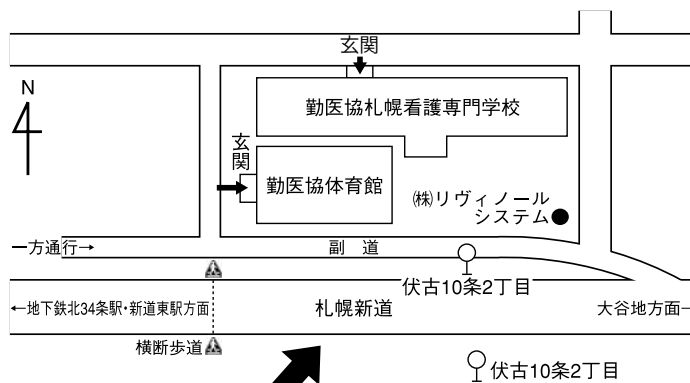 玄関
勤医協札幌看護専門学校
N
玄関
勤医協体育館
㈱リヴィノール
システム
一方通行→
副 道
伏古10条2丁目
←地下鉄北34条駅・新道東駅方面
札幌新道
大谷地方面→
横断歩道
伏古10条2丁目